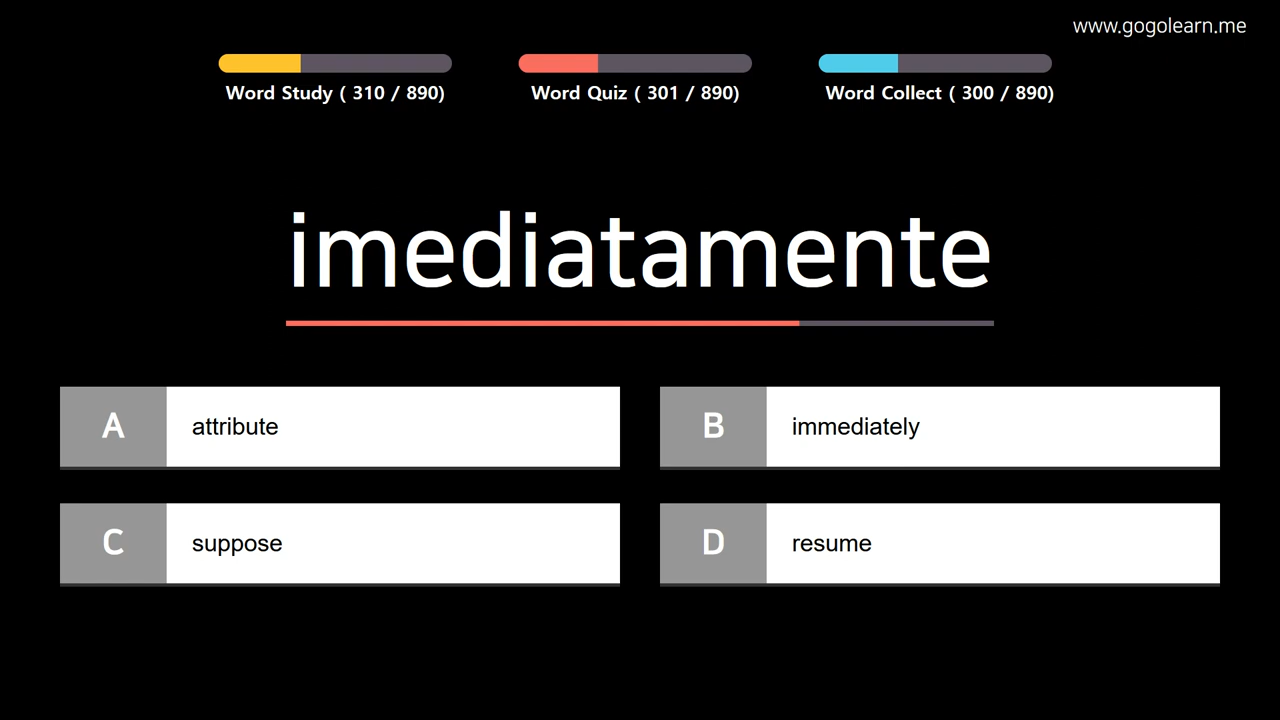 www.gogolearn.me
Word Study ( 310 / 890)
Word Quiz ( 301 / 890)
Word Collect ( 300 / 890)
imediatamente
A attribute
B immediately
C suppose
D resume